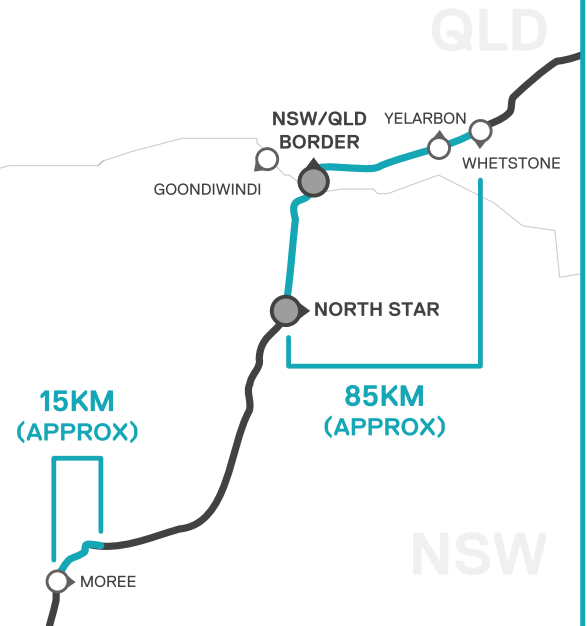 QLD
NSW/QLD
BORDER
YELARBON
WHETSTONE
GOONDIWINDI
NORTH STAR
85KM
(APPROX)
15KM
(APPROX)
NSW
MOREE